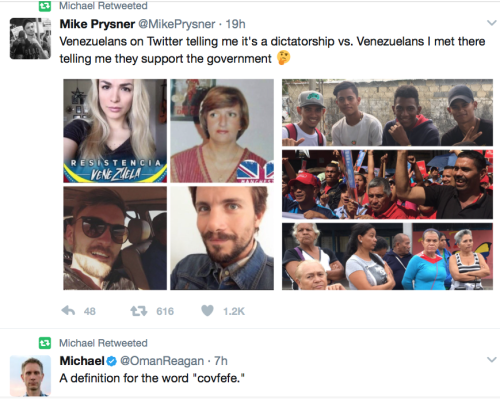 Michael Retweeted
Mike Prysner @MikePrysner · 19h
Venezuelans on Twitter telling me it's a dictatorship vs. Venezuelans I met there
telling me they support the government 🤔
RESISTENCIA
VENEZUELA
48 616 1.2K
Michael Retweeted
Michael @OmanReagan · 7h
A definition for the word "covfefe."